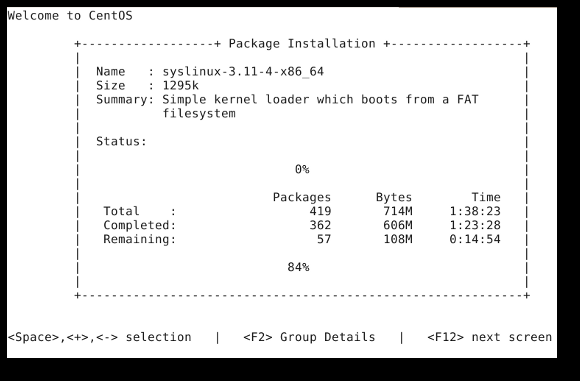 Welcome to CentOS
+------------------+ Package Installation +------------------+
Name   : syslinux-3.11-4-x86_64
Size   : 1295k
Summary: Simple kernel loader which boots from a FAT
filesystem
Status:
0%
Packages      Bytes        Time
Total    :                  419       714M     1:38:23
Completed:                  362       606M     1:23:28
Remaining:                   57       108M     0:14:54
84%
+------------------------------------------------------------+
<Space>,<+>,<-> selection   |   <F2> Group Details   |   <F12> next screen